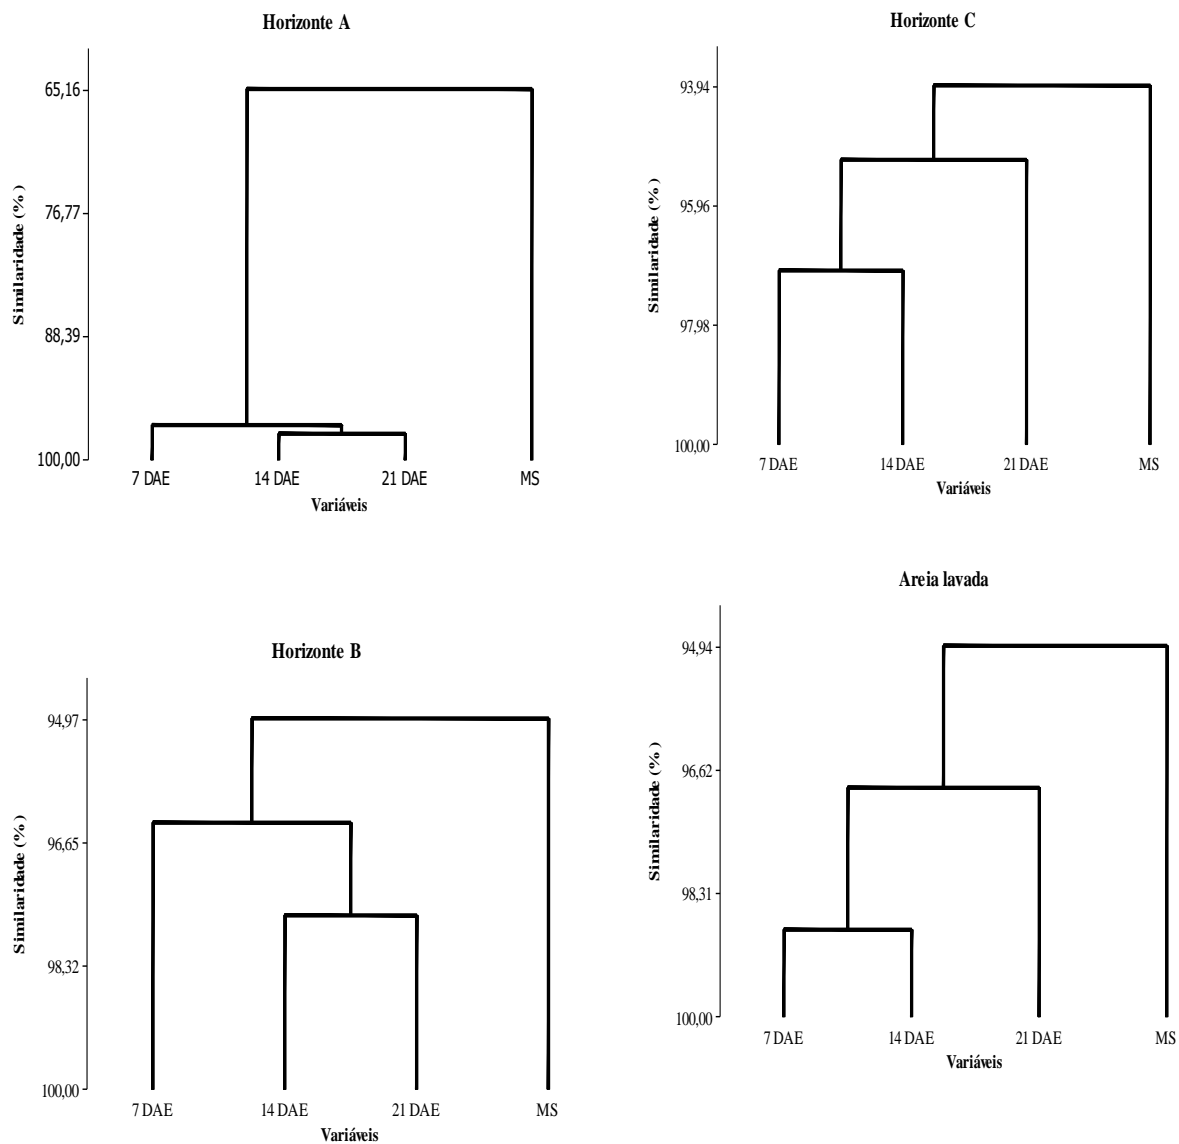 Horizonte A
Similaridade (%)
65,16
76,77
88,39
100,00
7 DAE 14 DAE 21 DAE MS
Variáveis
Horizonte C
Similaridade (%)
93,94
95,96
97,98
100,00
7 DAE 14 DAE 21 DAE MS
Variáveis
Horizonte B
Similaridade (%)
94,97
96,65
98,32
100,00
7 DAE 14 DAE 21 DAE MS
Variáveis
Areia lavada
Similaridade (%)
94,94
96,62
98,31
100,00
7 DAE 14 DAE 21 DAE MS
Variáveis